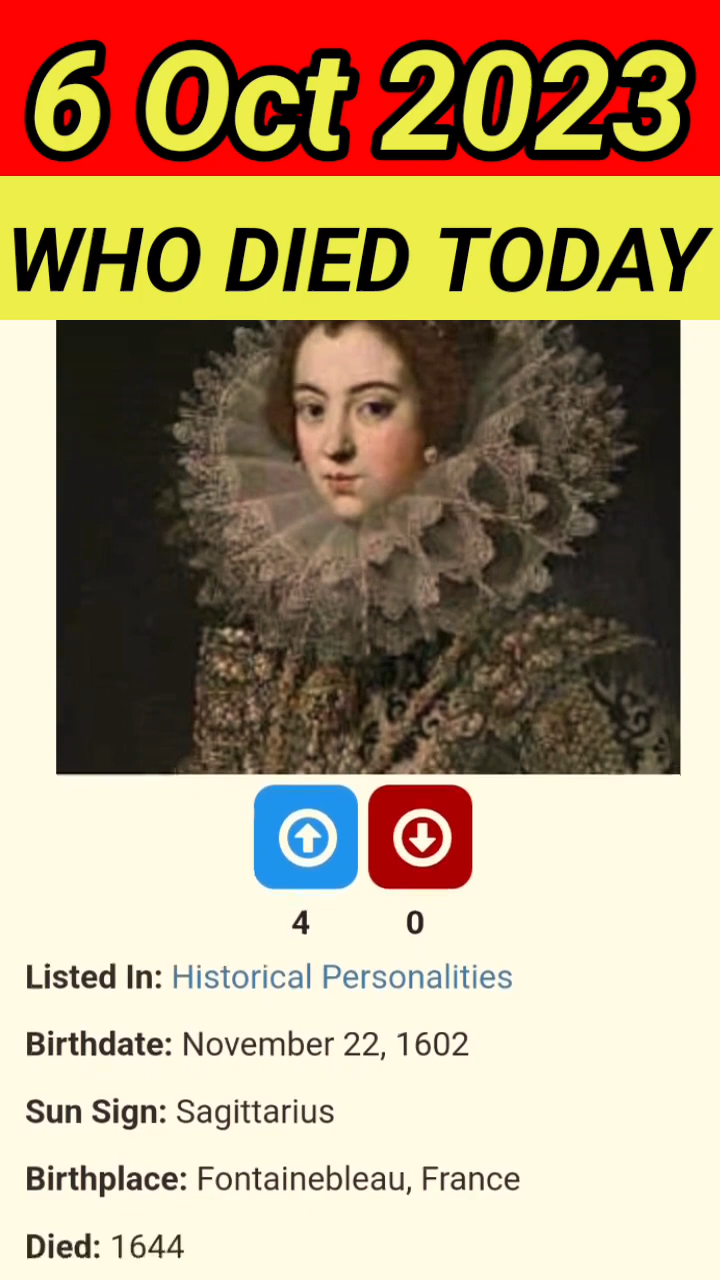 6 Oct 2023
WHO DIED TODAY
4 0
Listed In: Historical Personalities
Birthdate: November 22, 1602
Sun Sign: Sagittarius
Birthplace: Fontainebleau, France
Died: 1644